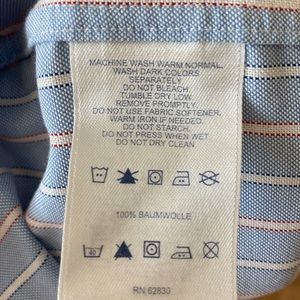 MACHINE WASH WARM NORMAL.
WASH DARK COLORS
SEPARATELY.
DO NOT BLEACH.
TUMBLE DRY LOW.
REMOVE PROMPTLY.
DO NOT USE FABRIC SOFTENER.
WARM IRON IF NEEDED.
DO NOT STARCH.
DO NOT PRESS WHEN WET
DO NOT DRY CLEAN
100% BAUMWOLLE
40
RN 62830